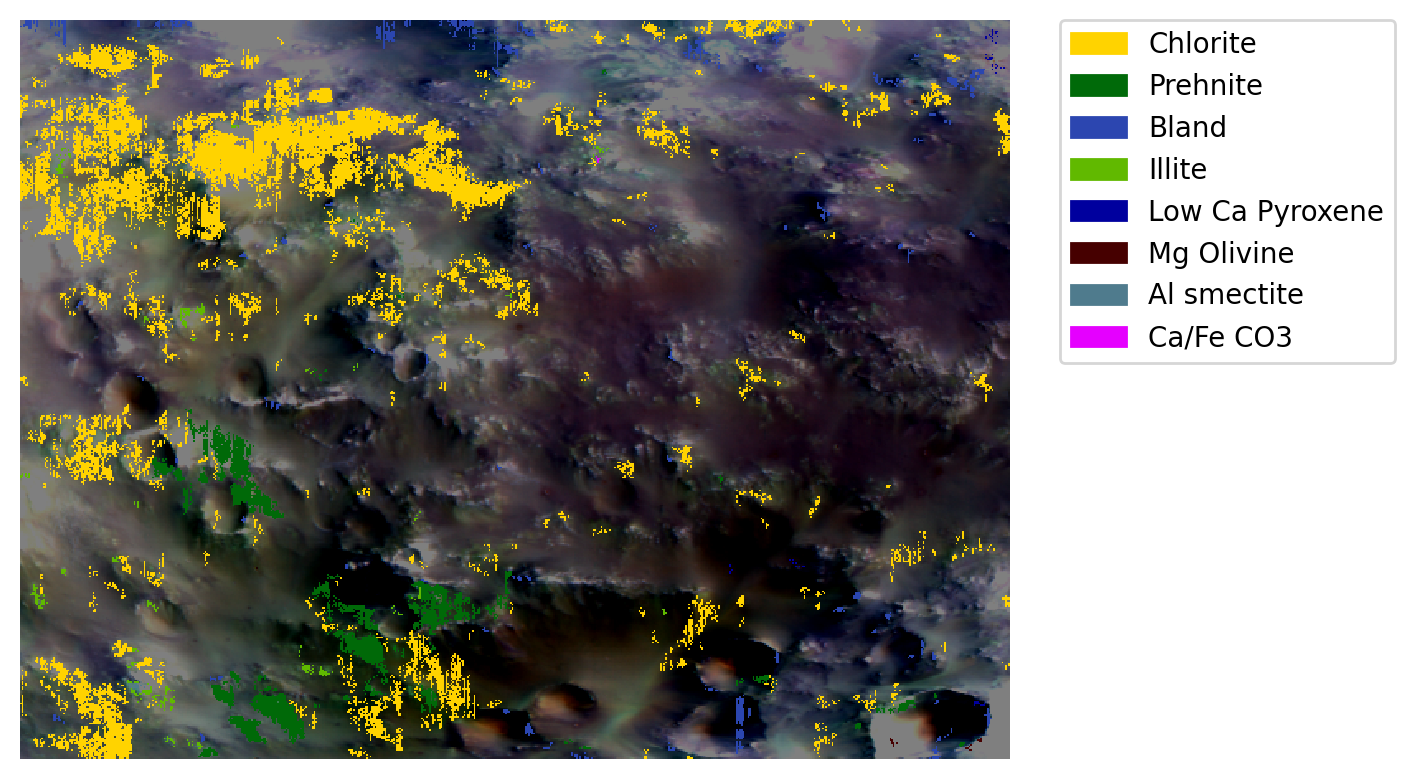 Chlorite
Prehnite
Bland
Illite
Low Ca Pyroxene
Mg Olivine
Al smectite
Ca/Fe CO3